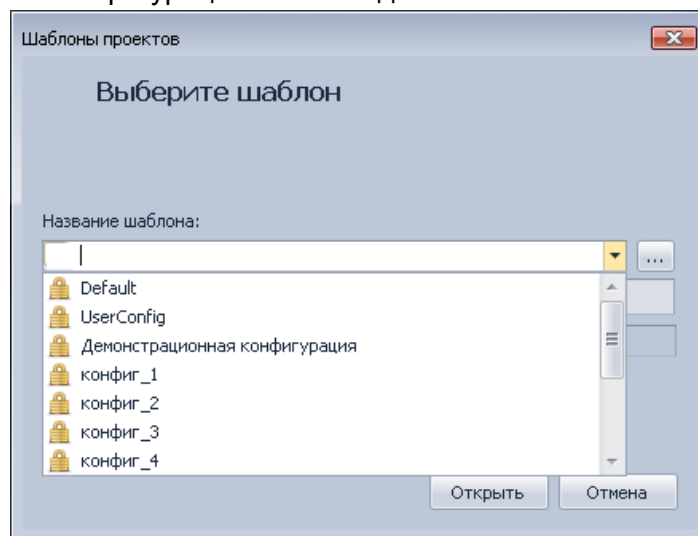 Шаблоны проектов
Выберите шаблон
Название шаблона:
...
Default
UserConfig
Демонстрационная конфигурация
конфиг_1
конфиг_2
конфиг_3
конфиг_4
Открыть Отмена